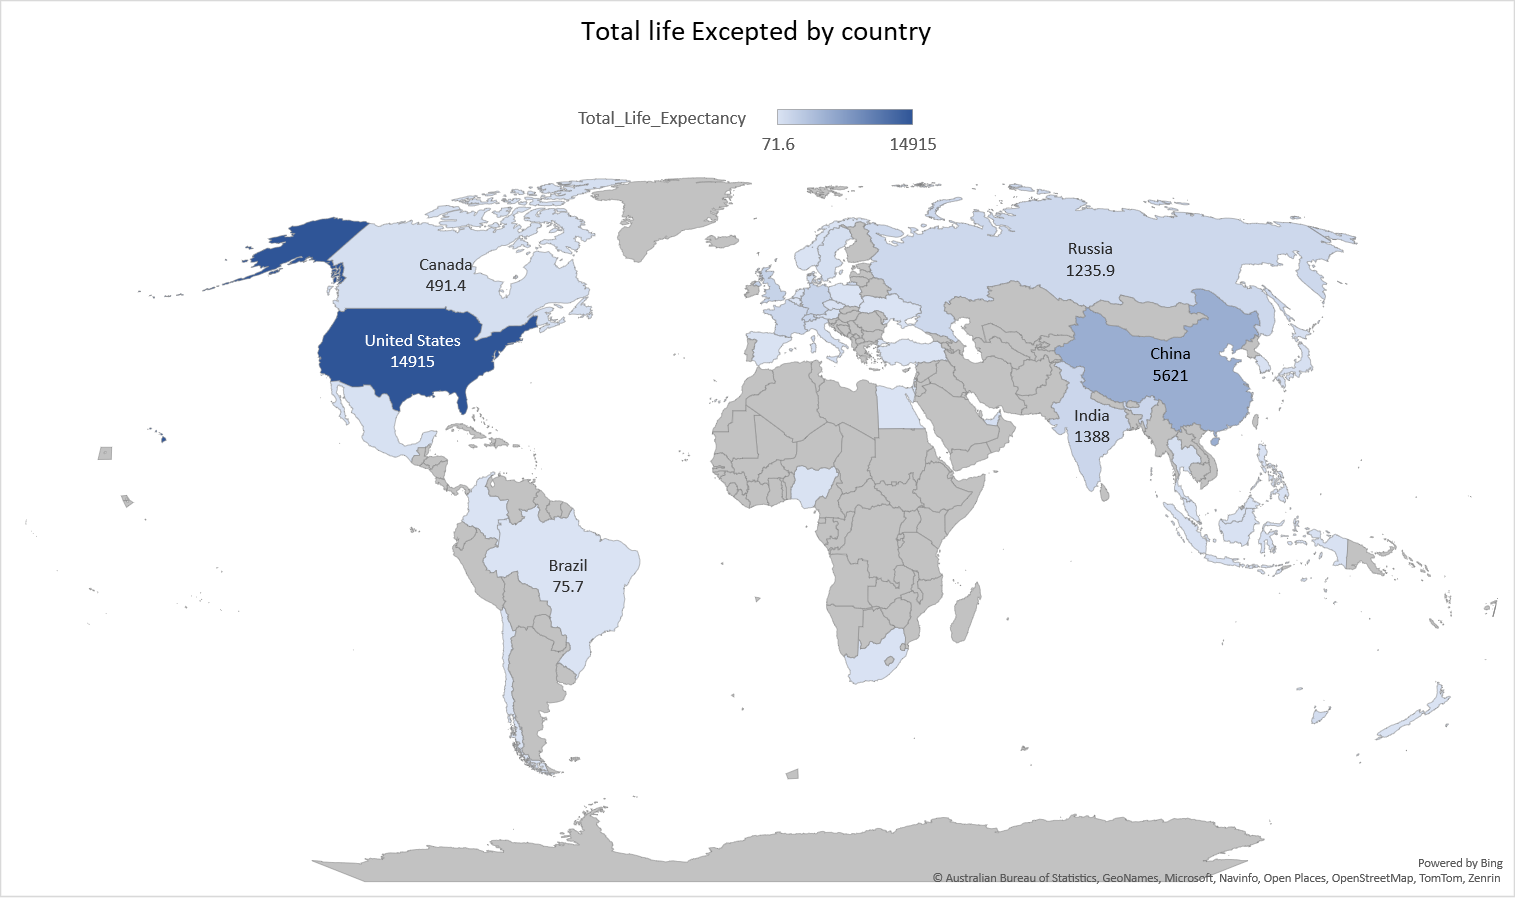 Total life Excepted by country
Total_Life_Expectancy
71.6
14915
Russia
1235.9
Canada
491.4
United States
14915
China
5621
India
1388
Brazil
75.7
Powered by Bing
© Australian Bureau of Statistics, GeoNames, Microsoft, Navinfo, Open Places, OpenStreetMap, TomTom, Zenrin